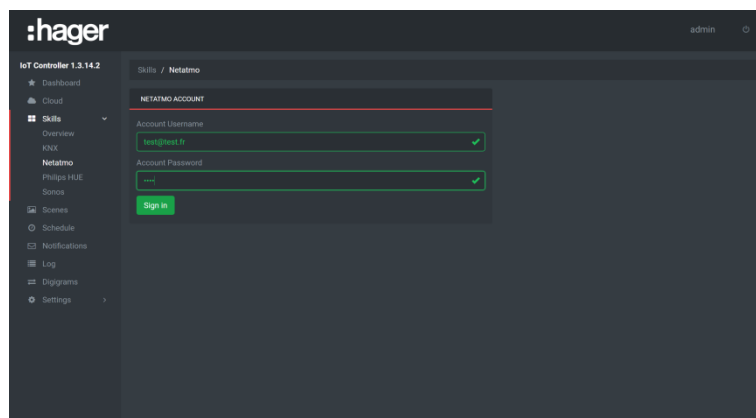 :hager
admin
IoT Controller 1.3.14.2
Skills / Netatmo
Dashboard
Cloud
Skills
Overview
KNX
Netatmo
Philips HUE
Sonos
Scenes
Schedule
Notifications
Log
Digigrams
Settings
NETATMO ACCOUNT
Account Username
test@test.fr
Account Password
••••
Sign in